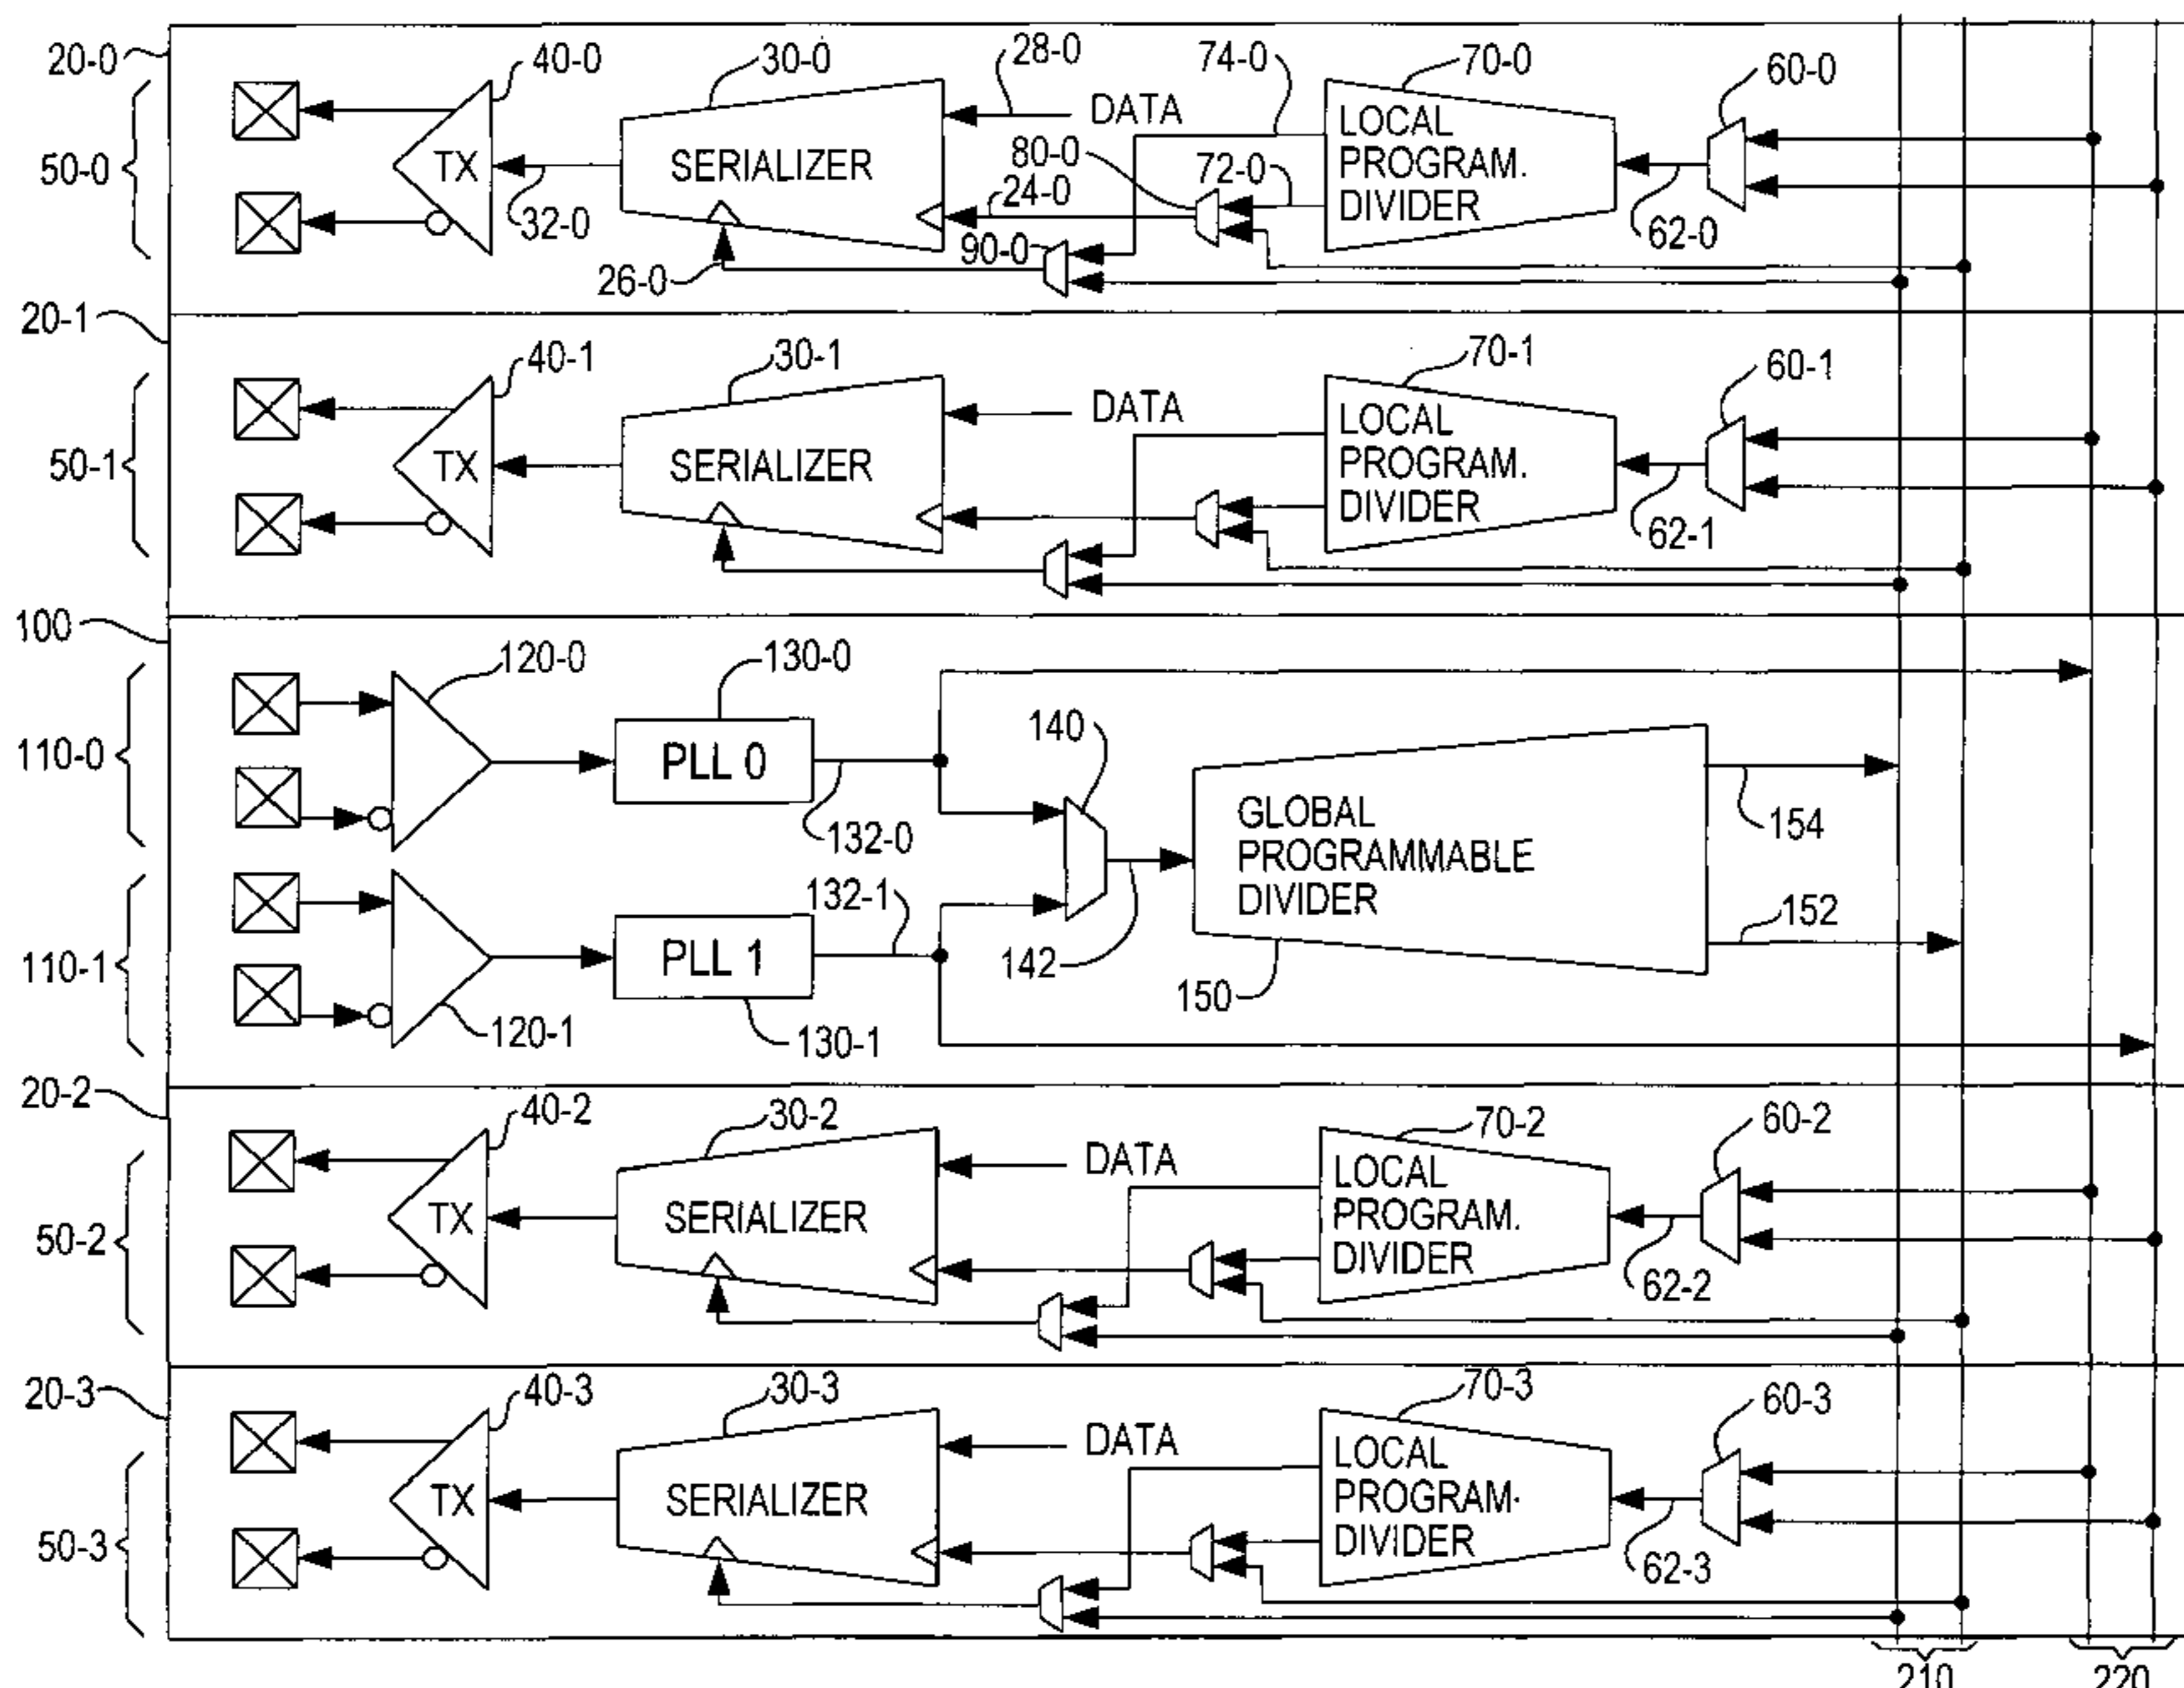 20-0
40-0
30-0
28-0
74-0
70-0
60-0
DATA
LOCAL
PROGRAM.
DIVIDER
80-0
72-0
50-0
TX
SERIALIZER
24-0
32-0
90-0
62-0
26-0
20-1
40-1
30-1
70-1
60-1
DATA
LOCAL
PROGRAM.
DIVIDER
50-1
TX
SERIALIZER
62-1
100
120-0
130-0
140
110-0
PLL 0
GLOBAL
PROGRAMMABLE
DIVIDER
154
132-0
132-1
152
110-1
PLL 1
142
150
120-1
130-1
20-2
40-2
30-2
70-2
60-2
DATA
LOCAL
PROGRAM.
DIVIDER
50-2
TX
SERIALIZER
62-2
20-3
40-3
30-3
70-3
60-3
DATA
LOCAL
PROGRAM.
DIVIDER
50-3
TX
SERIALIZER
62-3
210
220